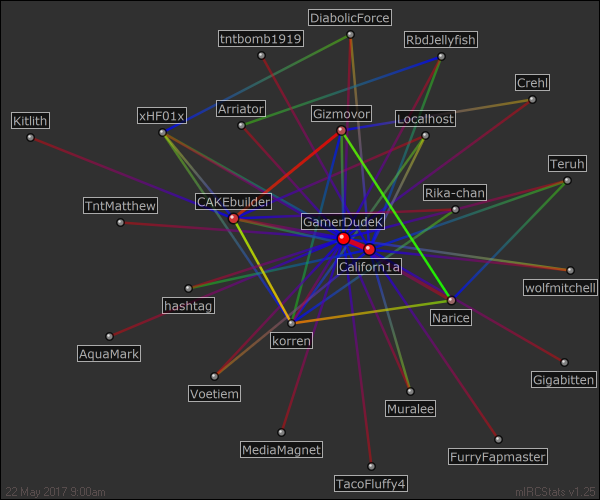 DiabolicForce
tntbomb1919
RbdJellyfish
Crehl
Arriator
xHF01x
Gizmovor
Localhost
Kitlith
Teruh
Rika-chan
TntMatthew
CAKEbuilder
GamerDudeK
Californ1a
wolfmitchell
hashtag
Narice
korren
AquaMark
Gigabitten
Voetiem
Muralee
MediaMagnet
FurryFapmaster
TacoFluffy4
22 May 2017 9:00am
mIRCStats v1.25